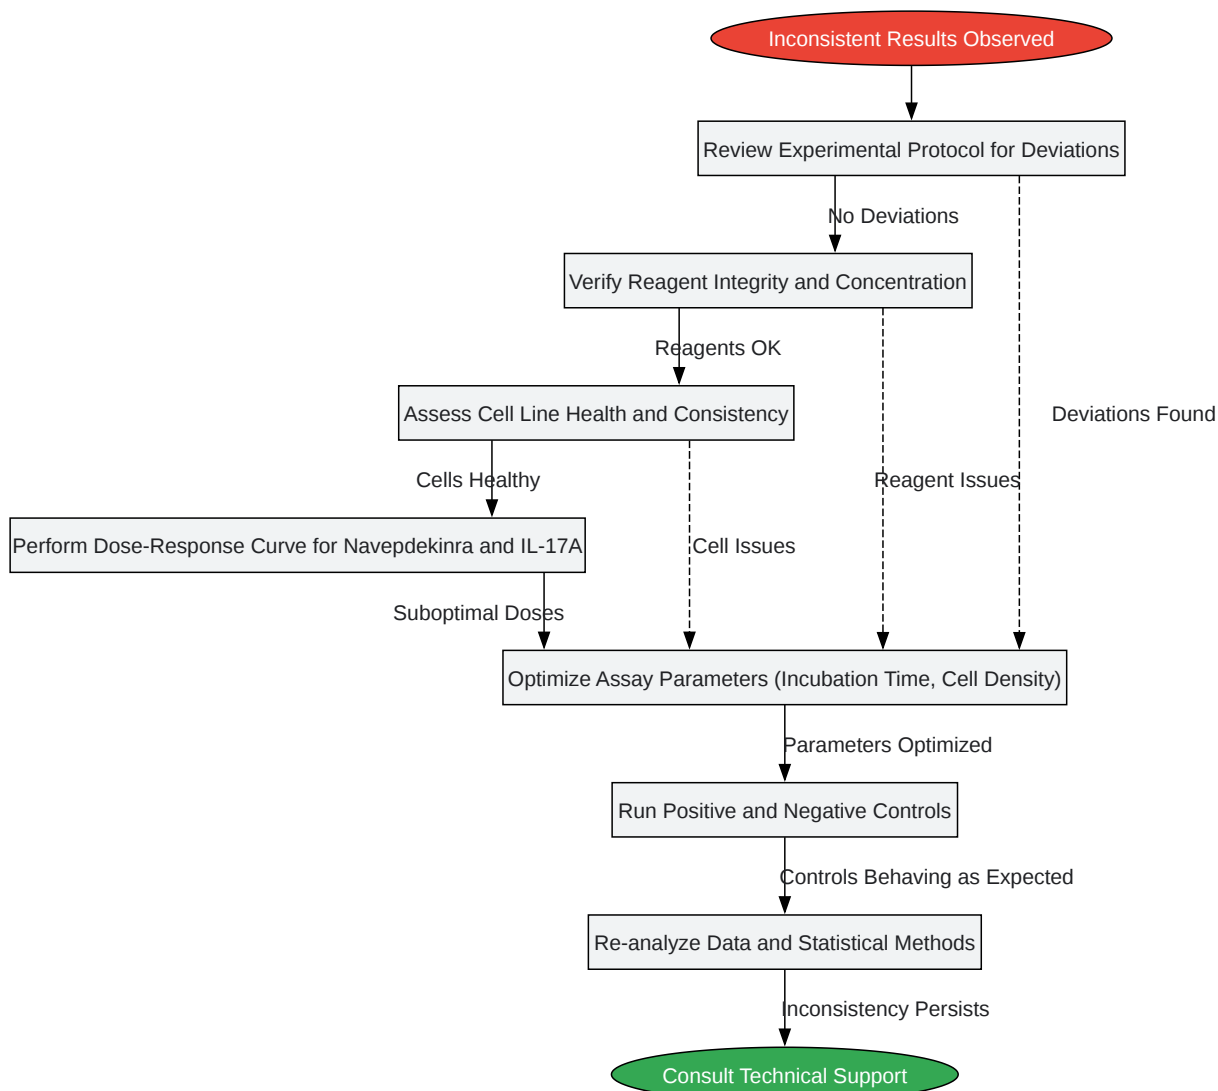 Inconsistent Results Observed
Review Experimental Protocol for Deviations
No Deviations
Verify Reagent Integrity and Concentration
Reagents OK
Assess Cell Line Health and Consistency
Deviations Found
Cells Healthy
Reagent Issues
Perform Dose-Response Curve for Navepdekinra and IL-17A
Cell Issues
Suboptimal Doses
Optimize Assay Parameters (Incubation Time, Cell Density)
Parameters Optimized
Run Positive and Negative Controls
Controls Behaving as Expected
Re-analyze Data and Statistical Methods
Inconsistency Persists
Consult Technical Support